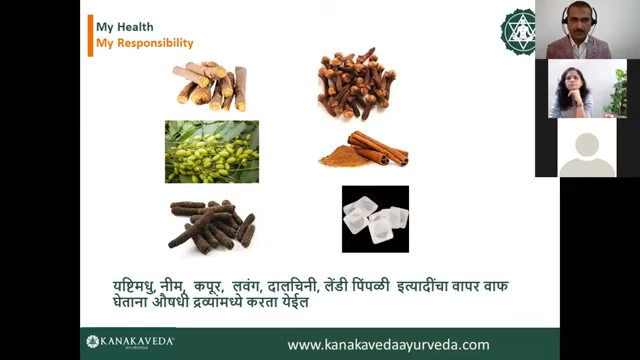 My Health
My Responsibility
यष्टिमधु, नीम, कपूर, लवंग, दालचिनी, लेंडी पिंपळी इत्यादींचा वापर वाफ
घेताना औषधी द्रव्यांमध्ये करता येईल
KANAKAVEDA
AYURVEDA
www.kanakavedaayurveda.com